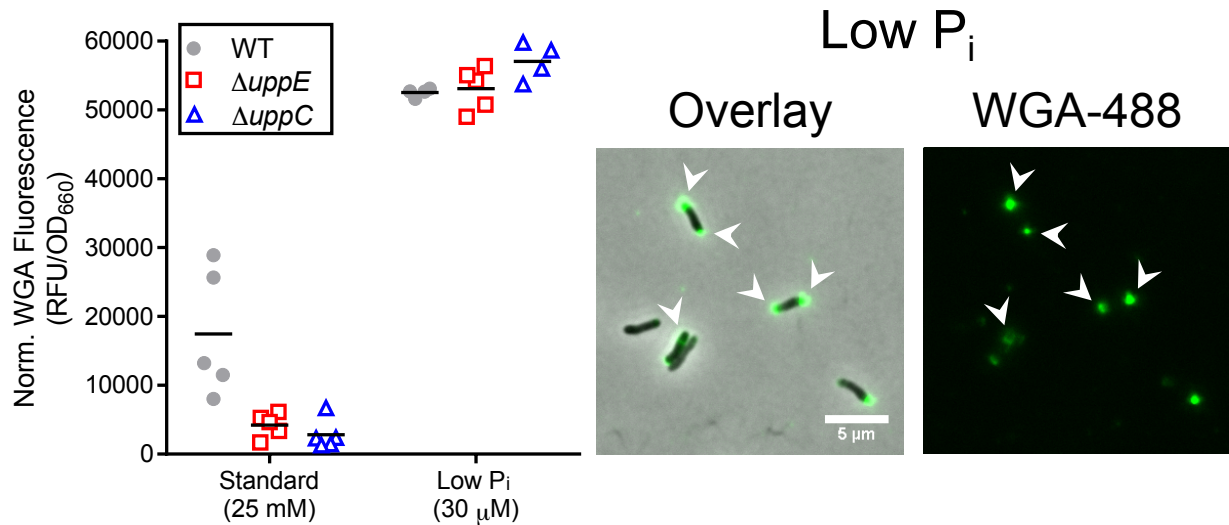 Norm. WGA Fluorescence
(RFU/OD₆₆₀)
60000
50000
40000
30000
20000
10000
0
WT
ΔuppE
ΔuppC
Standard
(25 mM)
Low Pi
(30 μM)
Low Pᵢ
Overlay
WGA-488
5 μm